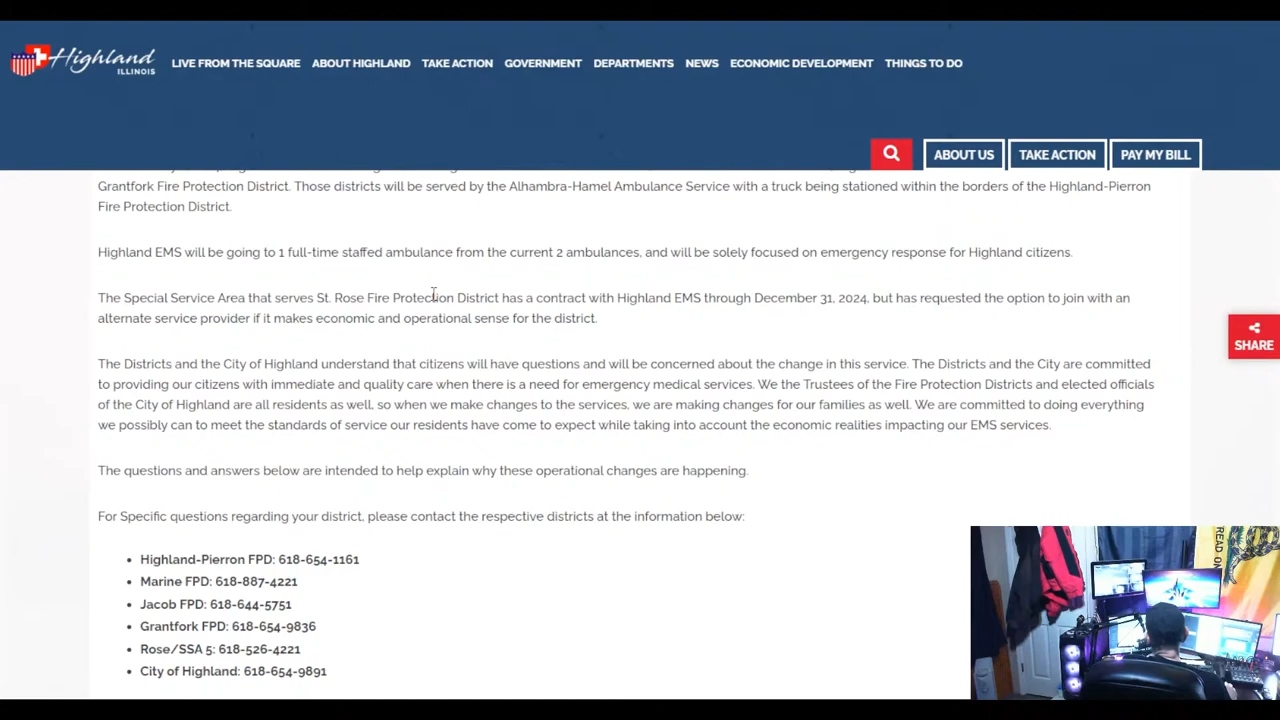 Highland
ILLINOIS
LIVE FROM THE SQUARE ABOUT HIGHLAND TAKE ACTION GOVERNMENT DEPARTMENTS NEWS ECONOMIC DEVELOPMENT THINGS TO DO
ABOUT US TAKE ACTION PAY MY BILL
Grantfork Fire Protection District. Those districts will be served by the Alhambra-Hamel Ambulance Service with a truck being stationed within the borders of the Highland-Pierron
Fire Protection District.
Highland EMS will be going to 1 full-time staffed ambulance from the current 2 ambulances, and will be solely focused on emergency response for Highland citizens.
The Special Service Area that serves St. Rose Fire Protection District has a contract with Highland EMS through December 31, 2024, but has requested the option to join with an
alternate service provider if it makes economic and operational sense for the district.
SHARE
The Districts and the City of Highland understand that citizens will have questions and will be concerned about the change in this service. The Districts and the City are committed
to providing our citizens with immediate and quality care when there is a need for emergency medical services. We the Trustees of the Fire Protection Districts and elected officials
of the City of Highland are all residents as well, so when we make changes to the services, we are making changes for our families as well. We are committed to doing everything
we possibly can to meet the standards of service our residents have come to expect while taking into account the economic realities impacting our EMS services.
The questions and answers below are intended to help explain why these operational changes are happening.
For Specific questions regarding your district, please contact the respective districts at the information below:
• Highland-Pierron FPD: 618-654-1161
• Marine FPD: 618-887-4221
• Jacob FPD: 618-644-5751
• Grantfork FPD: 618-654-9836
• Rose/SSA 5: 618-526-4221
• City of Highland: 618-654-9891
READ ON